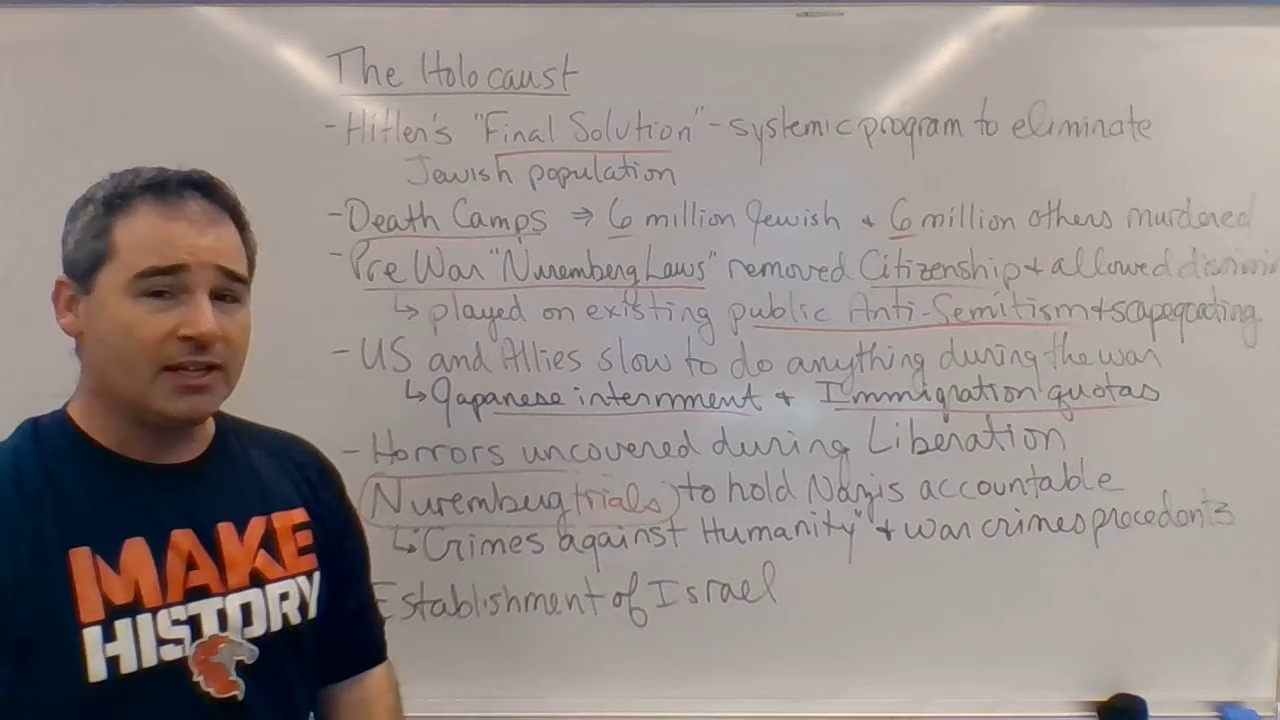 The Holocaust
- Hitler's "Final Solution" - systemic program to eliminate
Jewish population
- Death Camps ⇒ 6 million Jewish + 6 million others murdered
- Pre War "Nuremberg Laws" removed Citizenship + allowed discrimi
↳ played on existing public Anti-Semitism + scapegoating
- US and Allies slow to do anything during the war
↳ Japanese internment + Immigration quotas
- Horrors uncovered during Liberation
Nuremburg trials to hold Nazis accountable
↳ "Crimes against Humanity" + war crimes precedents
Establishment of Israel
MAKE
HISTORY